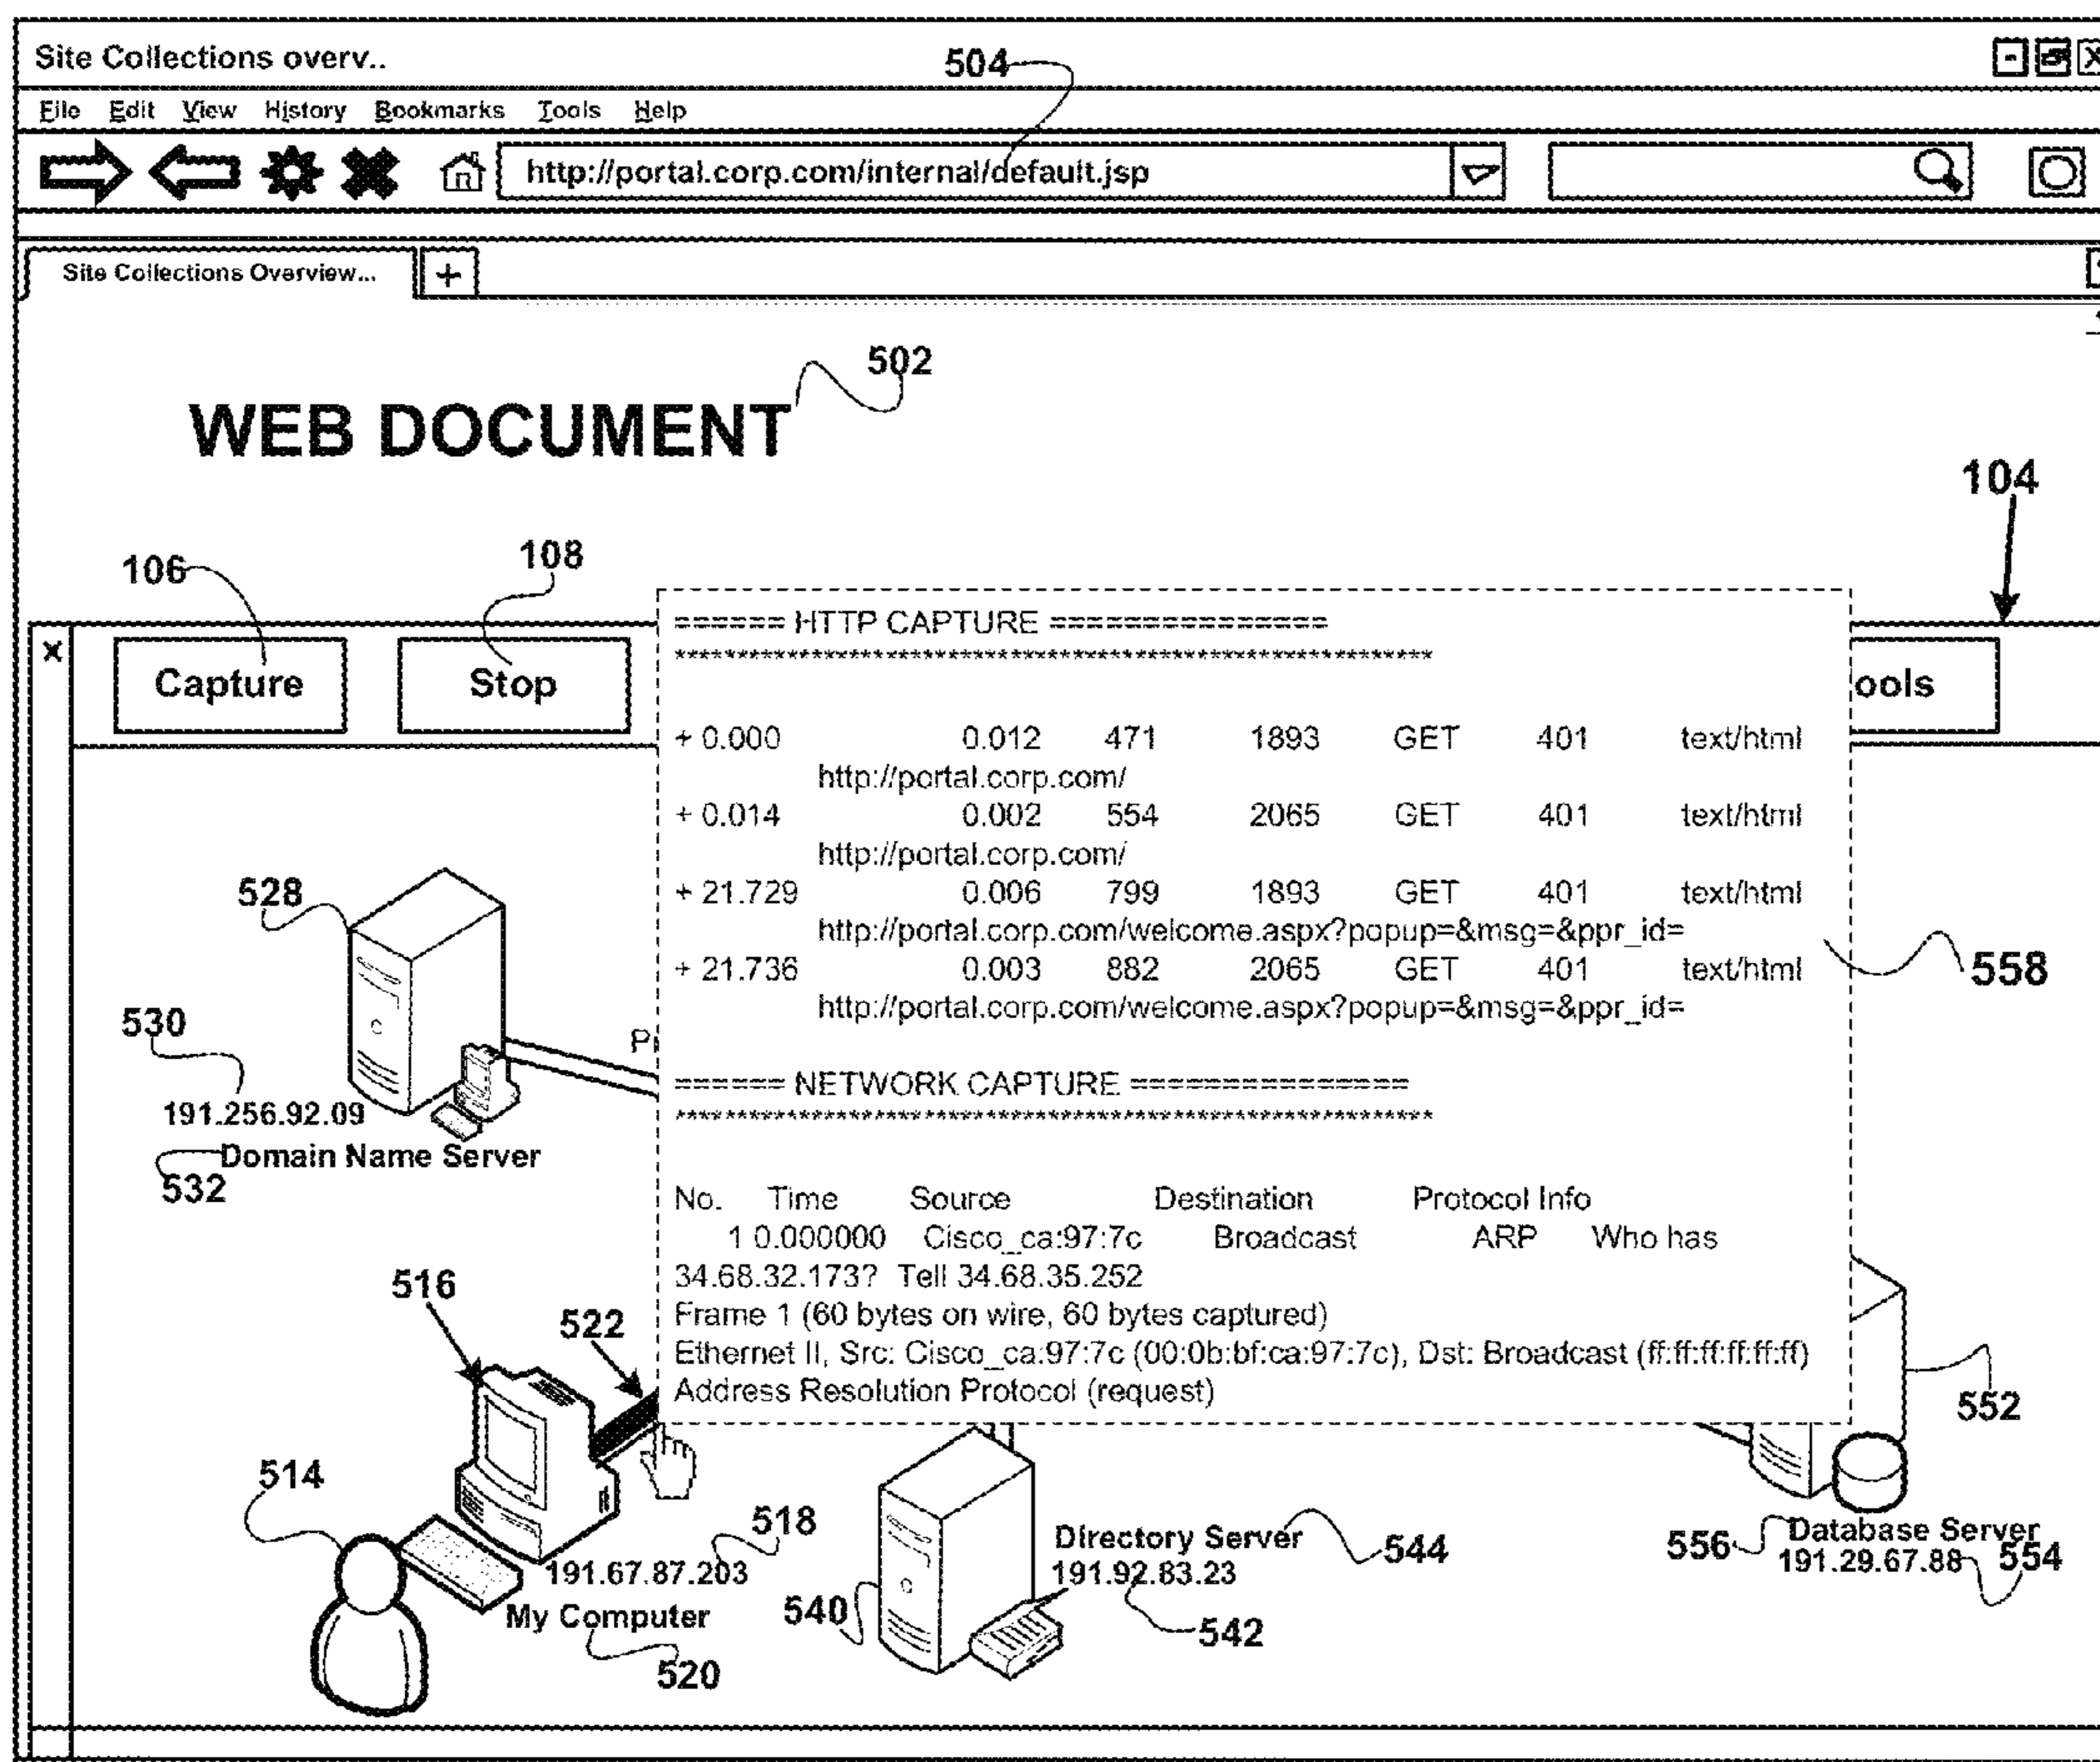 Site Collections overv..
504
File Edit View History Bookmarks Tools Help
http://portal.corp.com/internal/default.jsp
Site Collections Overview... +
502
WEB DOCUMENT
104
106
108
x
Capture
Stop
ools
====== HTTP CAPTURE ===============
*************************************************************
+ 0.000 0.012 471 1893 GET 401 text/html
http://portal.corp.com/
+ 0.014 0.002 554 2065 GET 401 text/html
http://portal.corp.com/
+ 21.729 0.006 799 1893 GET 401 text/html
http://portal.corp.com/welcome.aspx?popup=&msg=&ppr_id=
+ 21.736 0.003 882 2065 GET 401 text/html
http://portal.corp.com/welcome.aspx?popup=&msg=&ppr_id=
558
528
530
191.256.92.09
Domain Name Server
532
====== NETWORK CAPTURE ===============
*************************************************************
No. Time Source Destination Protocol Info
1 0.000000 Cisco_ca:97:7c Broadcast ARP Who has
34.68.32.173? Tell 34.68.35.252
Frame 1 (60 bytes on wire, 60 bytes captured)
Ethernet II, Src: Cisco_ca:97:7c (00:0b:bf:ca:97:7c), Dst: Broadcast (ff:ff:ff:ff:ff:ff)
Address Resolution Protocol (request)
516
522
552
514
518
191.67.87.203
My Computer
520
540
Directory Server
191.92.83.23
544
542
556
Database Server
191.29.67.88
554